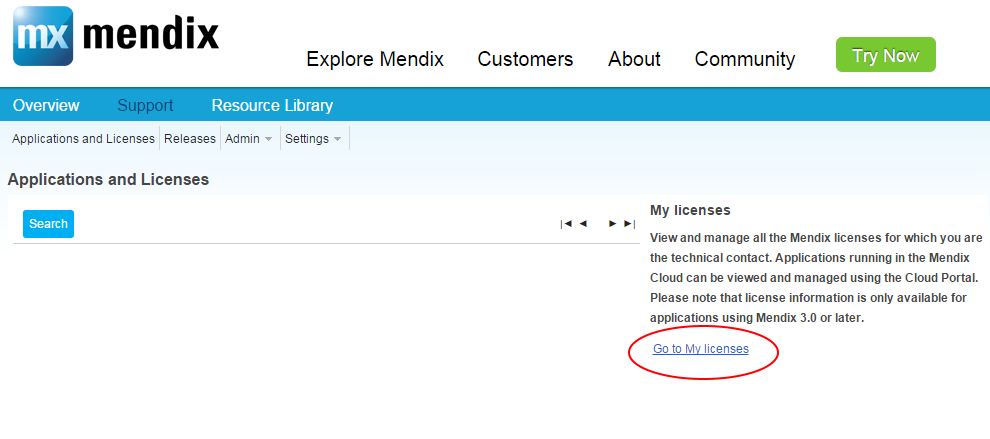 mx mendix
Explore Mendix Customers About Community Try Now
Overview Support Resource Library
Applications and Licenses Releases Admin Settings
Applications and Licenses
Search
My licenses
View and manage all the Mendix licenses for which you are
the technical contact. Applications running in the Mendix
Cloud can be viewed and managed using the Cloud Portal.
Please note that license information is only available for
applications using Mendix 3.0 or later.
Go to My licenses